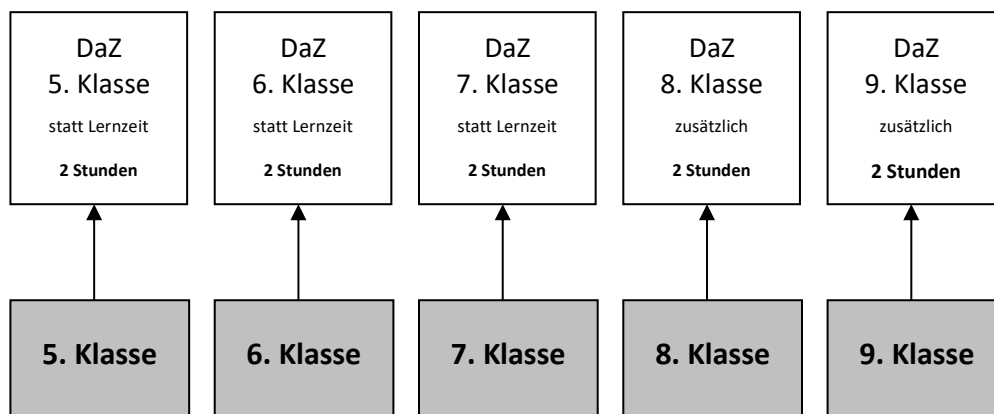 DaZ
5. Klasse
statt Lernzeit
2 Stunden
DaZ
6. Klasse
statt Lernzeit
2 Stunden
DaZ
7. Klasse
statt Lernzeit
2 Stunden
DaZ
8. Klasse
zusätzlich
2 Stunden
DaZ
9. Klasse
zusätzlich
2 Stunden
5. Klasse
6. Klasse
7. Klasse
8. Klasse
9. Klasse